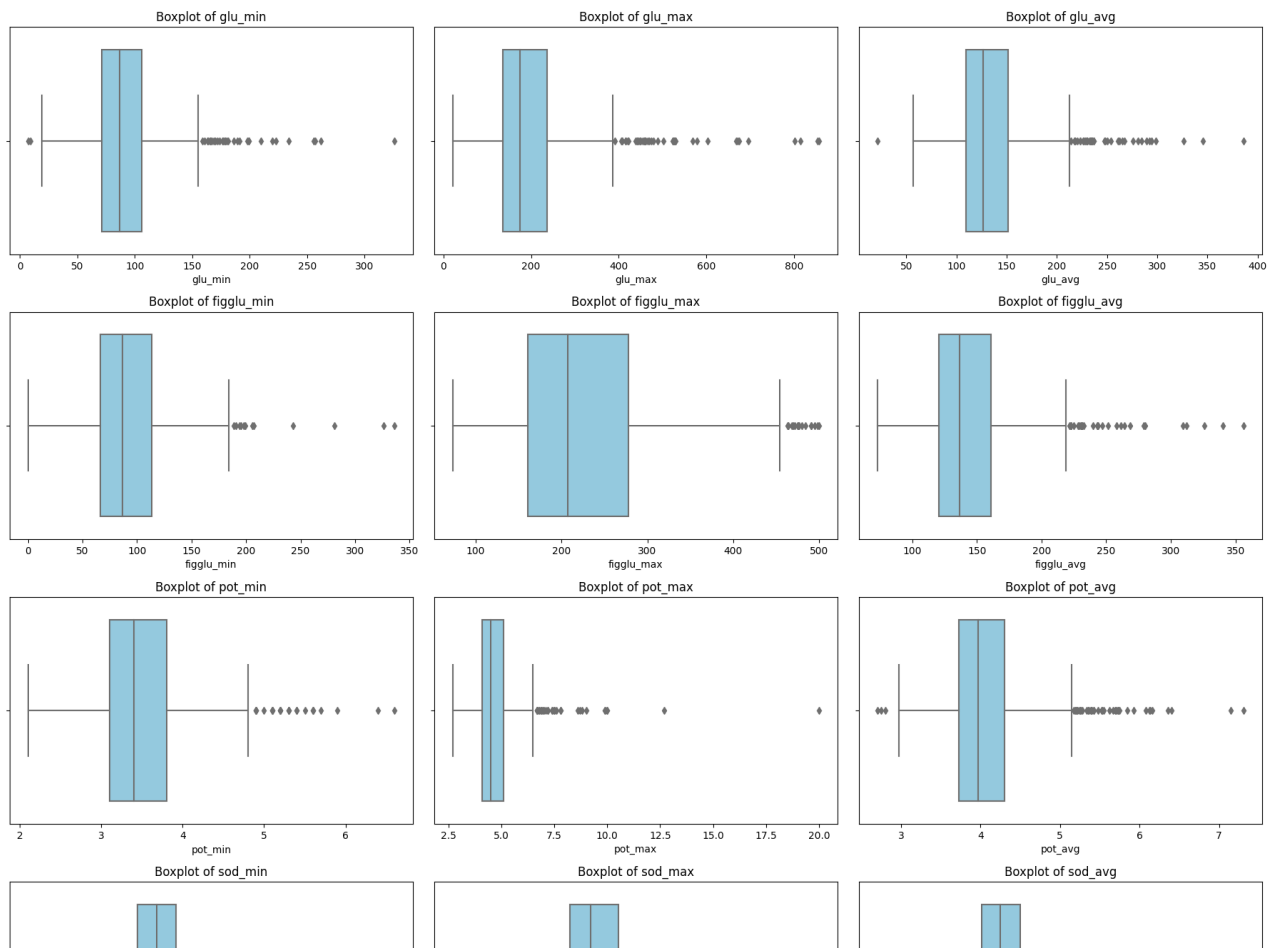 Boxplot of glu_min
Boxplot of glu_max
Boxplot of glu_avg
0 50 100 150 200 250 300
0 200 400 600 800
50 100 150 200 250 300 350 400
glu_min
glu_max
glu_avg
Boxplot of figglu_min
Boxplot of figglu_max
Boxplot of figglu_avg
0 50 100 150 200 250 300 350
100 200 300 400 500
100 150 200 250 300 350
figglu_min
figglu_max
figglu_avg
Boxplot of pot_min
Boxplot of pot_max
Boxplot of pot_avg
2 3 4 5 6
2.5 5.0 7.5 10.0 12.5 15.0 17.5 20.0
3 4 5 6 7
pot_min
pot_max
pot_avg
Boxplot of sod_min
Boxplot of sod_max
Boxplot of sod_avg